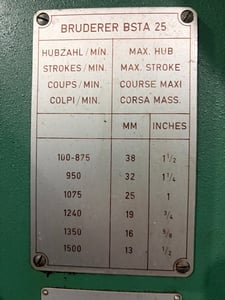 BRUDERER BSTA 25
HUBZAHL/MIN. MAX. HUB
STROKES/MIN. MAX. STROKE
COUPS/MIN. COURSE MAXI
COLPI/MIN. CORSA MASS.
MM INCHES
100-875 38 1 1/2
950 32 1 1/4
1075 25 1
1240 19 3/4
1350 16 5/8
1500 13 1/2